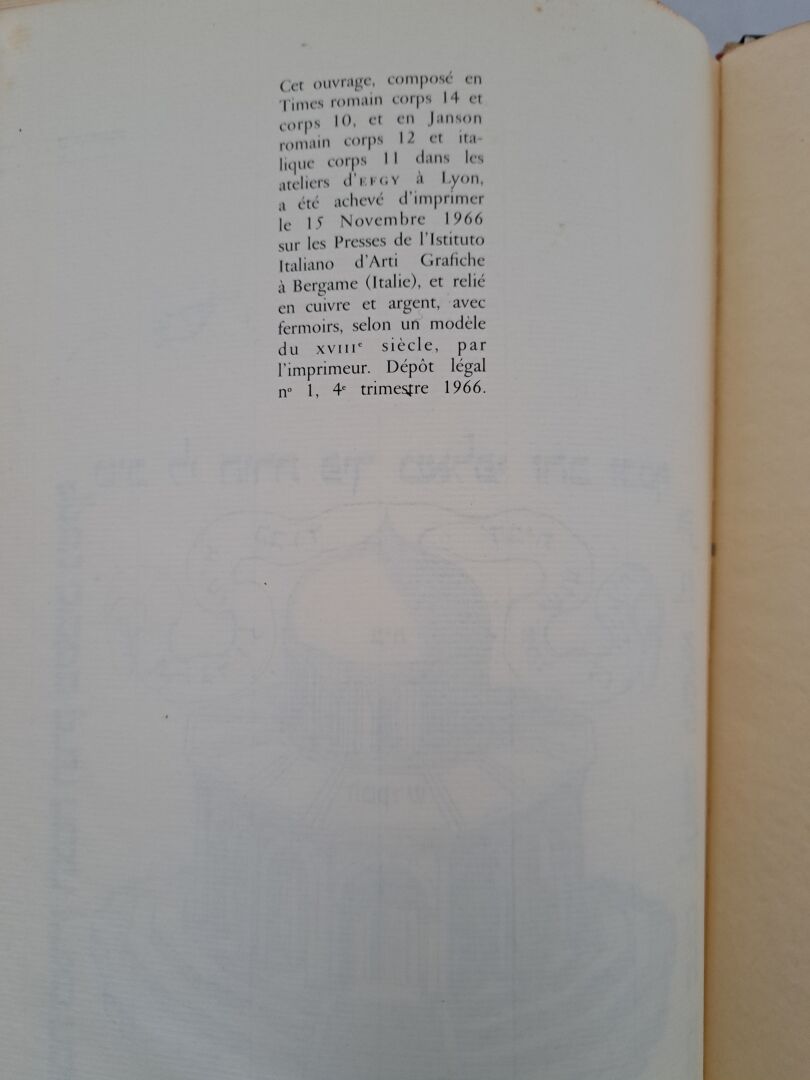 Cet ouvrage, composé en
Times romain corps 14 et
corps 10, et en Janson
romain corps 12 et ita-
lique corps 11 dans les
ateliers d'EFGY à Lyon,
a été achevé d'imprimer
le 15 Novembre 1966
sur les Presses de l'Istituto
Italiano d'Arti Grafiche
à Bergame (Italie), et relié
en cuivre et argent, avec
fermoirs, selon un modèle
du XVIIIᵉ siècle, par
l'imprimeur. Dépôt légal
nº 1, 4ᵉ trimestre 1966.